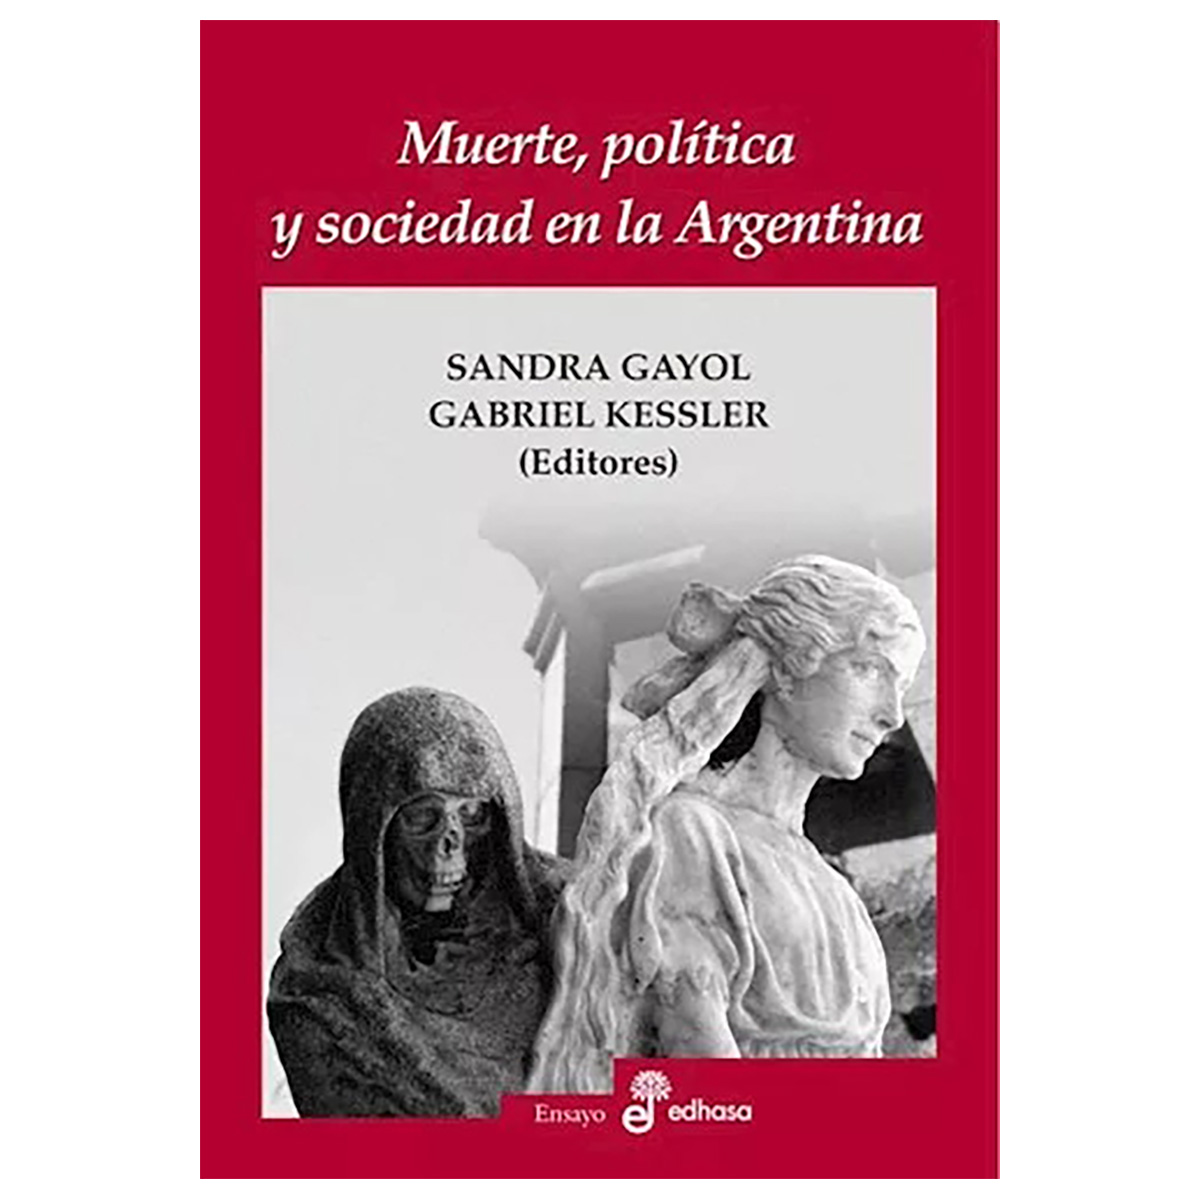 Muerte, política
y sociedad en la Argentina
SANDRA GAYOL
GABRIEL KESSLER
(Editores)
Ensayo
edhasa